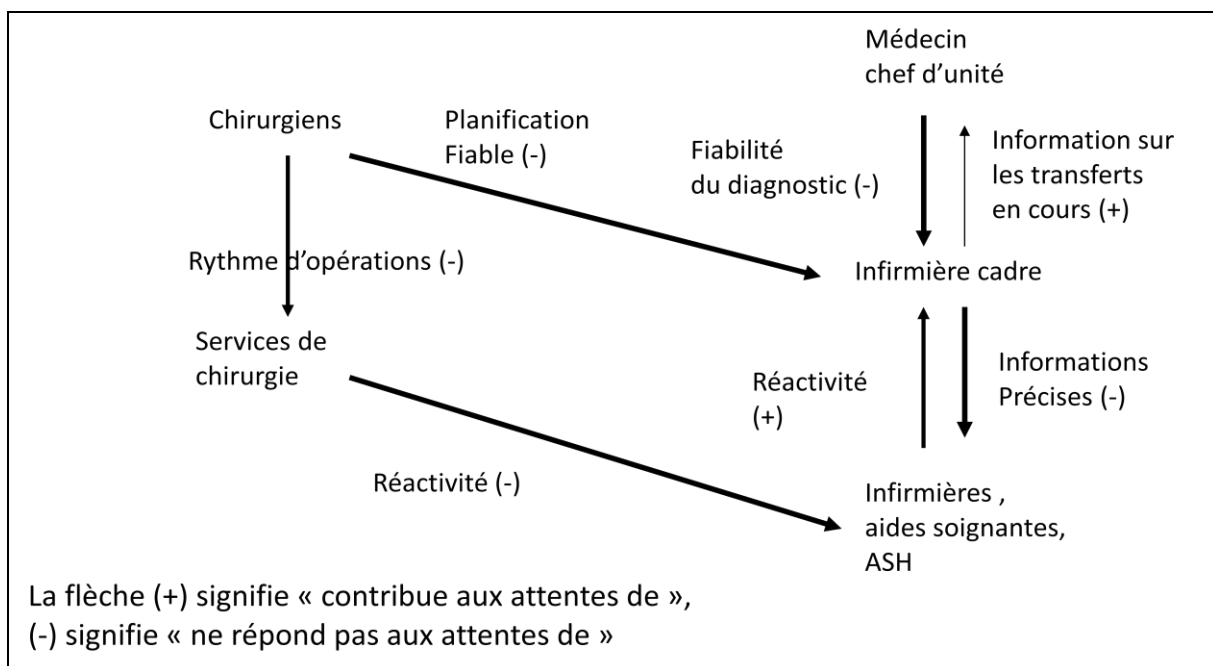 Médecin
chef d’unité
Chirurgiens
Planification
Fiable (-)
Fiabilité
du diagnostic (-)
Information sur
les transferts
en cours (+)
Rythme d’opérations (-)
Infirmière cadre
Services de
chirurgie
Réactivité
(+)
Informations
Précises (-)
Réactivité (-)
Infirmières ,
aides soignantes,
ASH
La flèche (+) signifie « contribue aux attentes de »,
(-) signifie « ne répond pas aux attentes de »